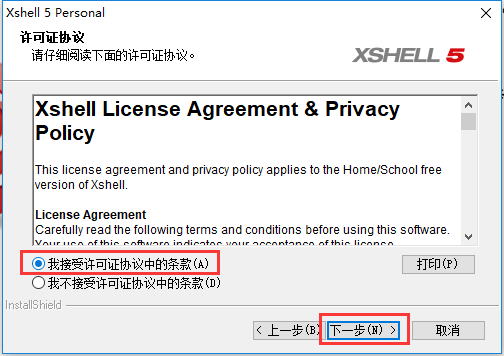 Xshell 5 Personal
许可证协议
请仔细阅读下面的许可证协议。
XSHELL 5
Xshell License Agreement & Privacy
Policy
This license agreement and privacy policy applies to the Home/School free
version of Xshell.
License Agreement
Carefully read the following terms and conditions before using this software.
Your use of this software indicates your acceptance of this license
我接受许可证协议中的条款(A)
打印(P)
我不接受许可证协议中的条款(D)
InstallShield
< 上一步(B)
下一步(N) >
取消